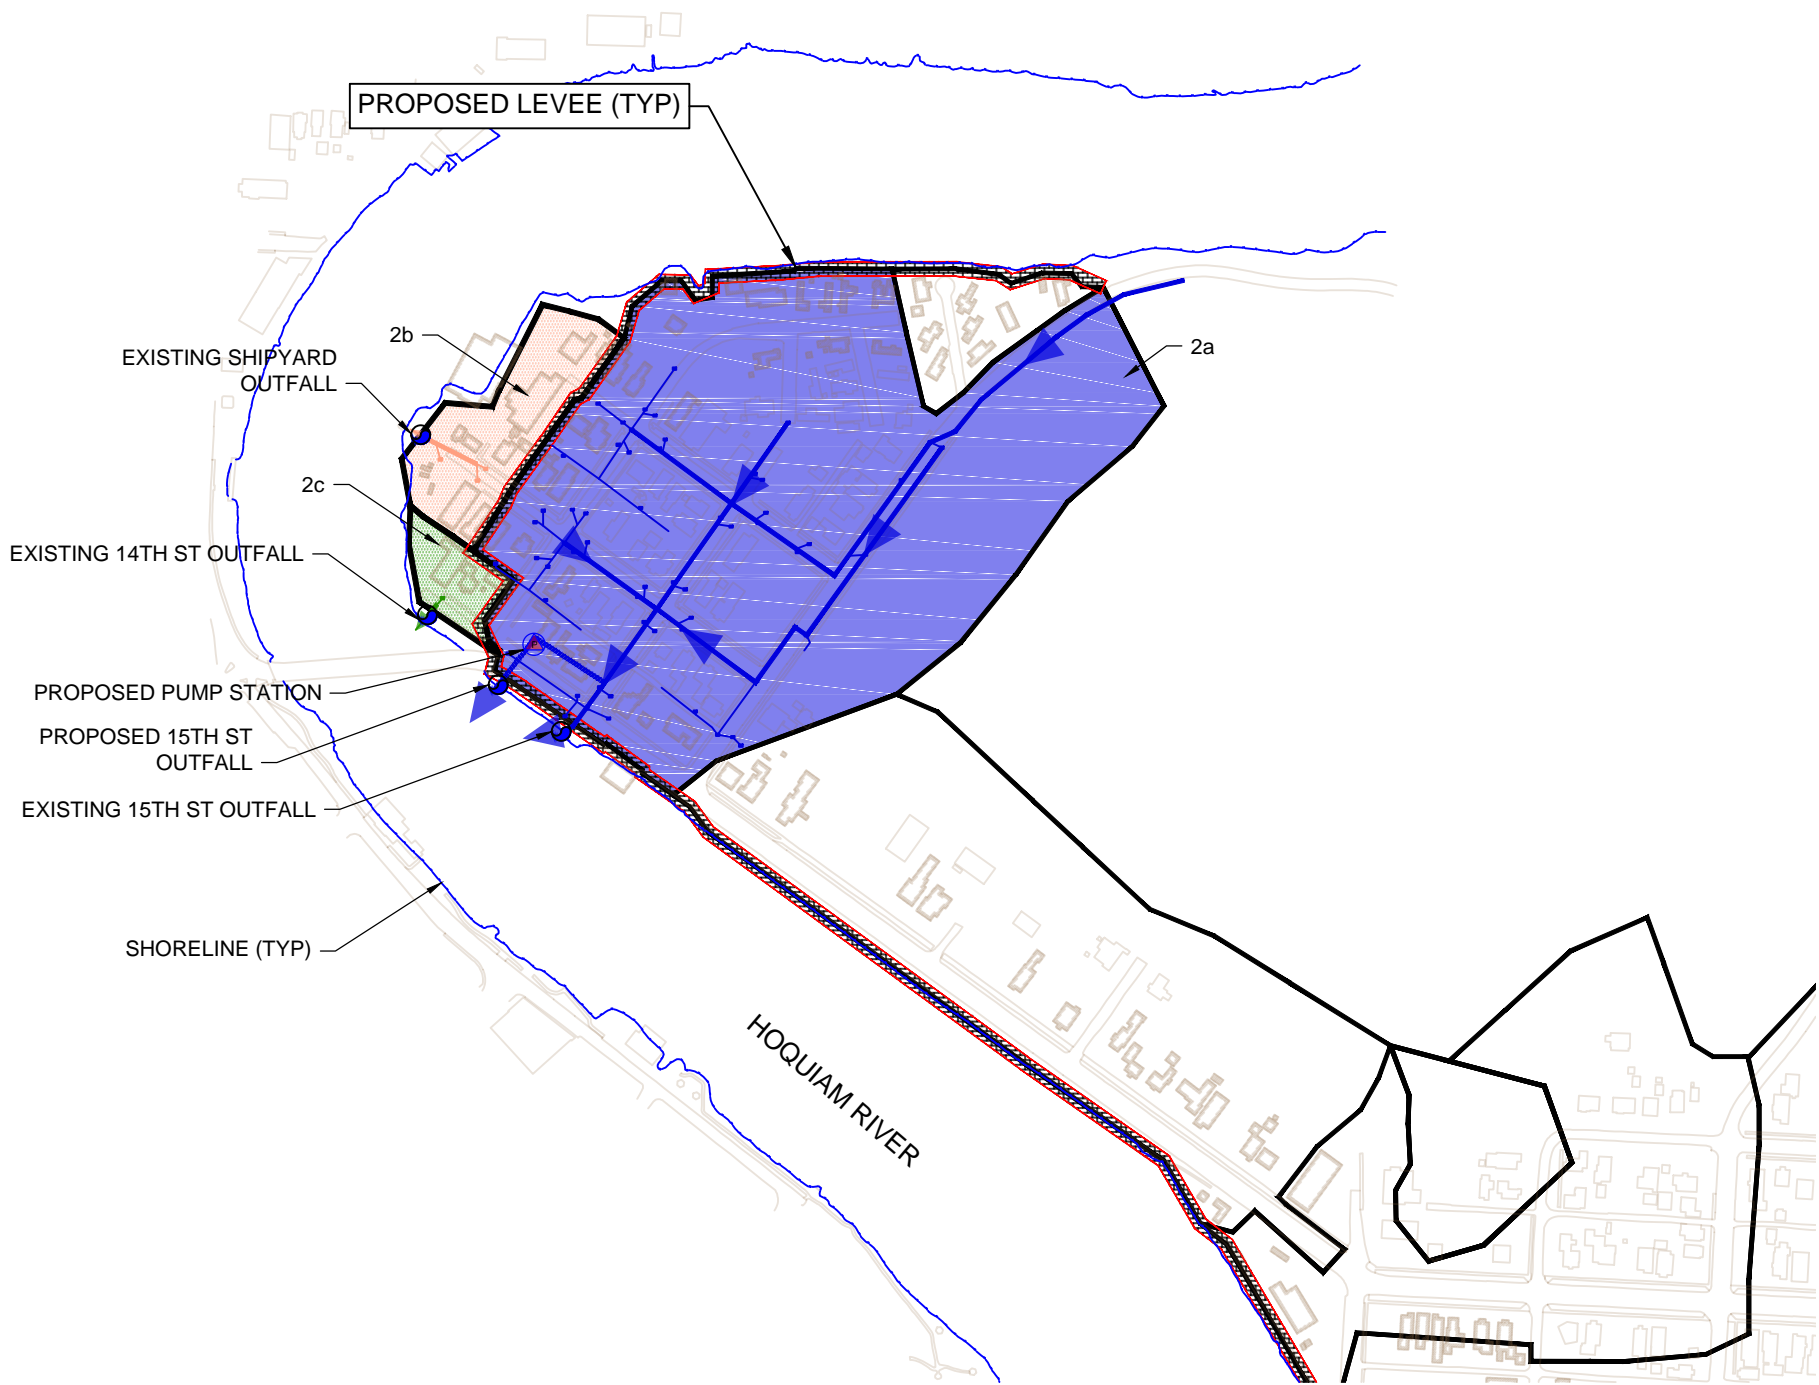 PROPOSED LEVEE (TYP)
2b
EXISTING SHIPYARD
OUTFALL
2a
2c
EXISTING 14TH ST OUTFALL
P
PROPOSED PUMP STATION
PROPOSED 15TH ST
OUTFALL
EXISTING 15TH ST OUTFALL
SHORELINE (TYP)
HOQUIAM RIVER